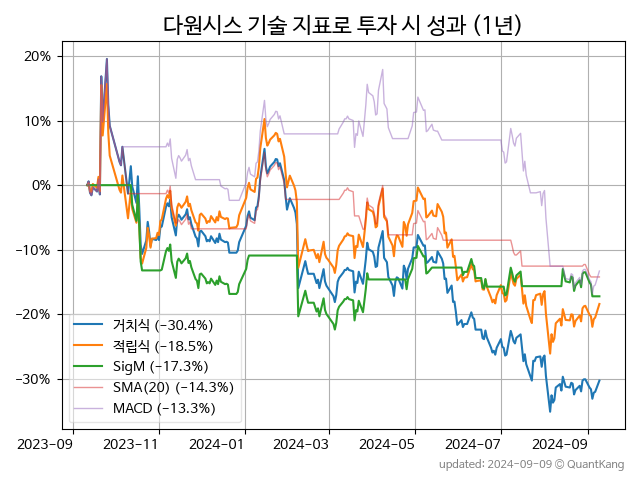 다원시스 기술 지표로 투자 시 성과 (1년)
20%
10%
0%
−10%
−20%
−30%
거치식 (−30.4%)
적립식 (−18.5%)
SigM (−17.3%)
SMA(20) (−14.3%)
MACD (−13.3%)
2023-09 2023-11 2024-01 2024-03 2024-05 2024-07 2024-09
updated: 2024-09-09 © QuantKang